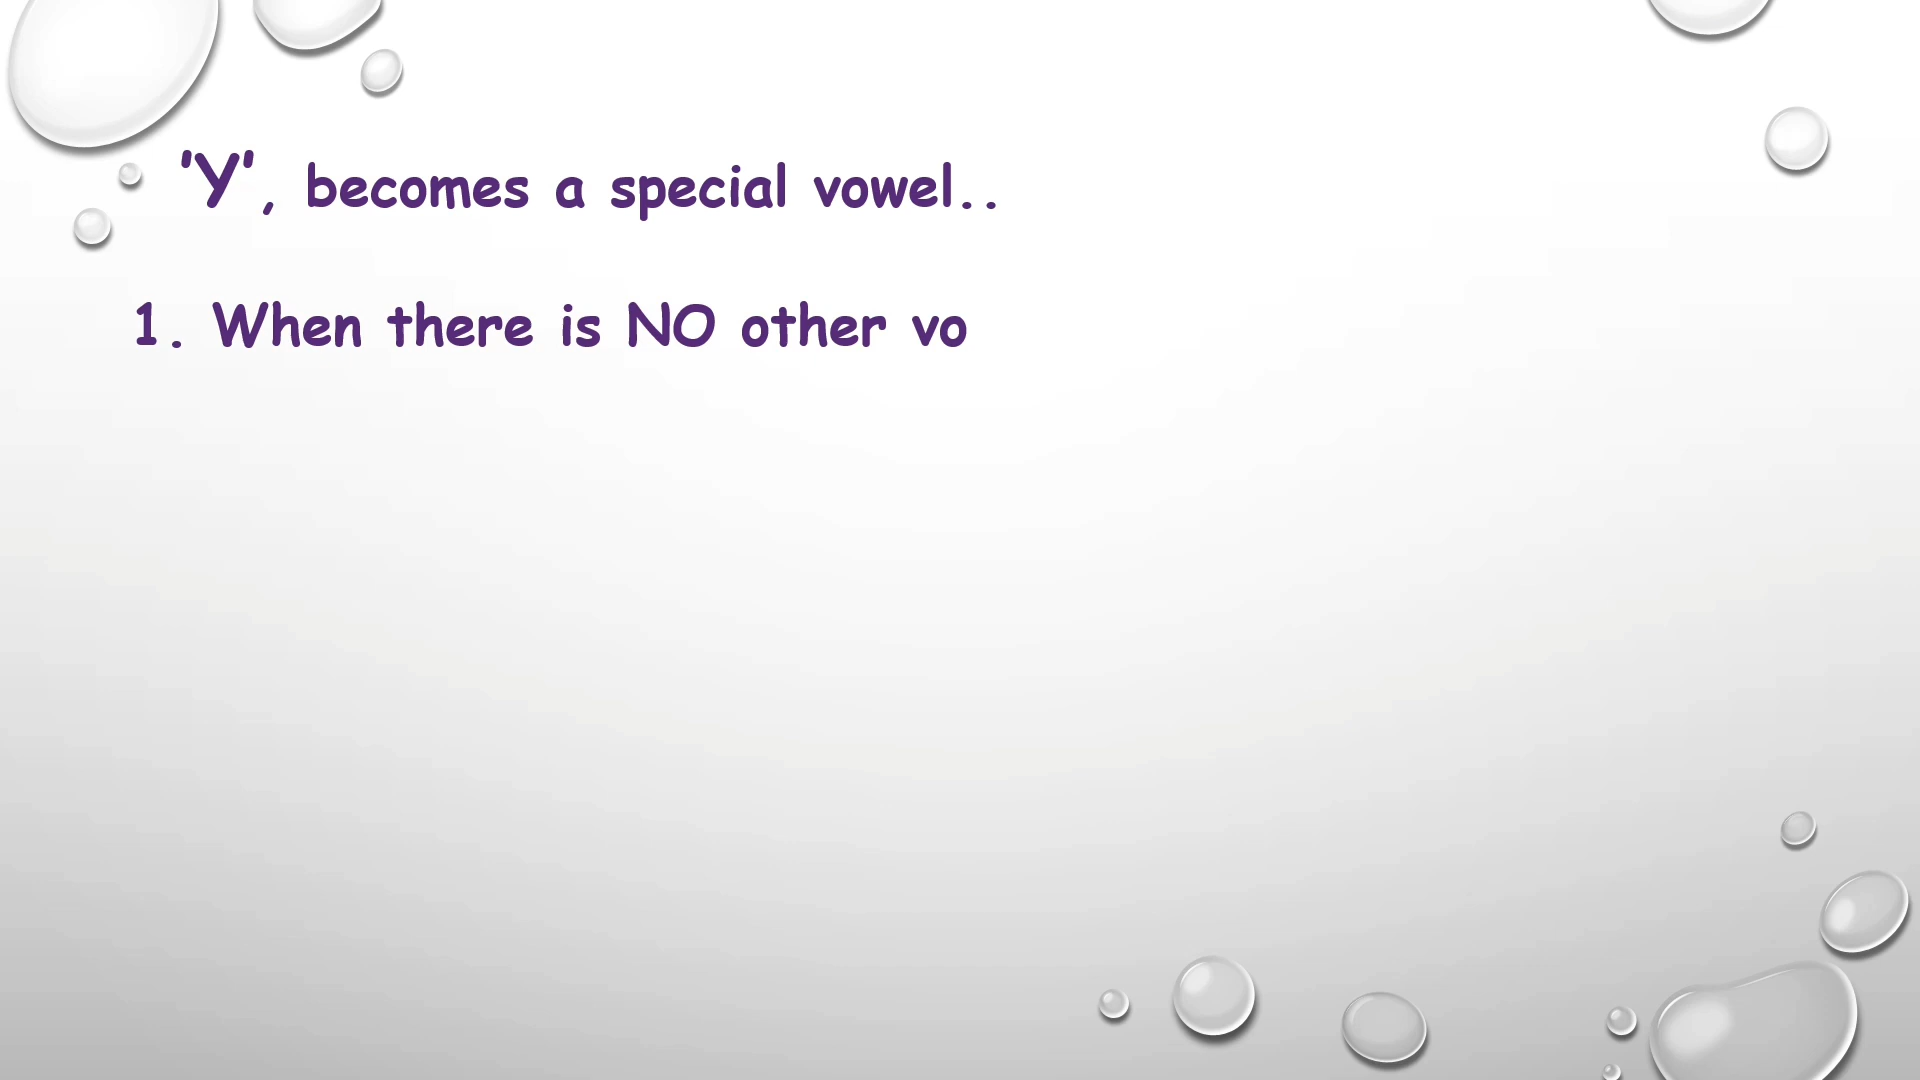 'Y', becomes a special vowel..
1. When there is NO other vo